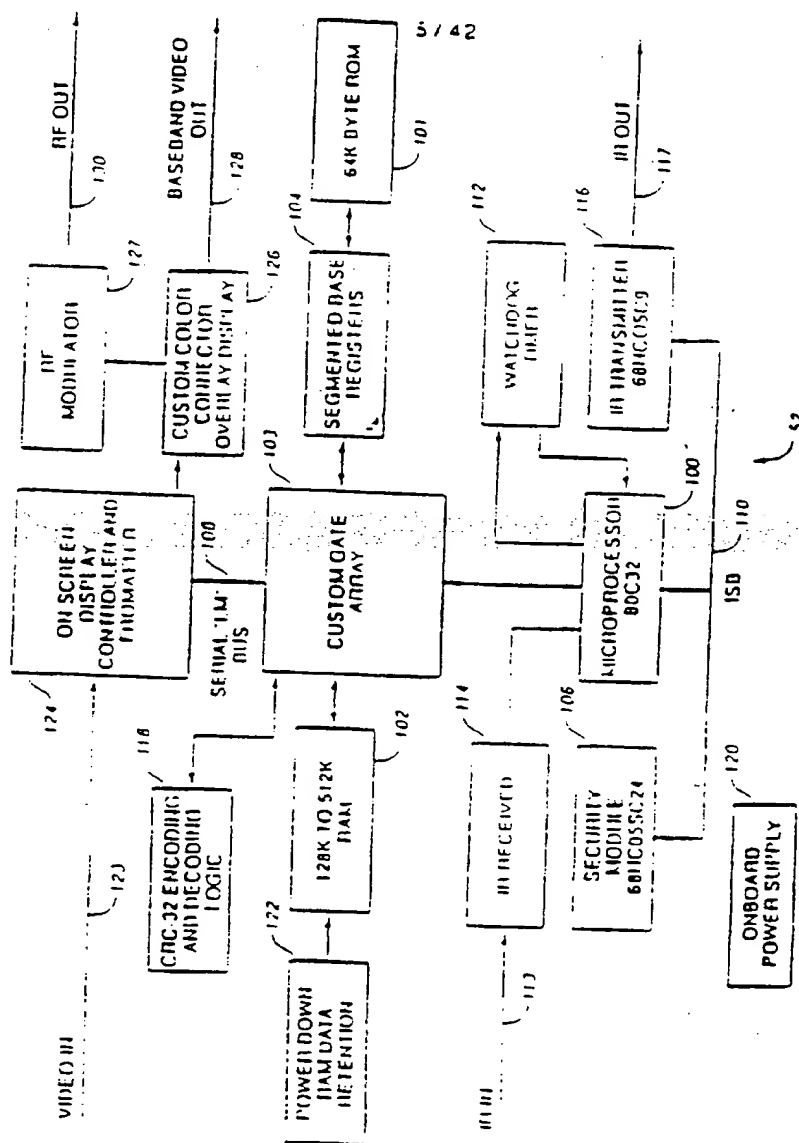 5 / 42
VIDEO IN
123
124
ON SCREEN
DISPLAY
CONTROLLER AND
FROMATTER
RF
MODULATOR
127
RF OUT
130
CUSTOM COLOR
CONNECTOR
OVERLAY DISPLAY
126
BASEBAND VIDEO
OUT
128
118
CRC-32 ENCODING
AND DECODING
LOGIC
SERIAL "I.M."
BUS
108
122
POWER DOWN
RAM DATA
RETENTION
128K TO 512K
RAM
102
103
CUSTOM GATE
ARRAY
104
SEGMENTED BASE
REGISTERS
64K BYTE ROM
101
IR IN
113
114
IR RECEIVED
106
SECURITY
MODULE
68HC05SC24
MICROPROCESSOR
80C32
100
WATCHDOG
TIMER
112
IR TRANSMITTER
68HC05C9
116
IR OUT
117
ISB
110
52
120
ONBOARD
POWER SUPPLY